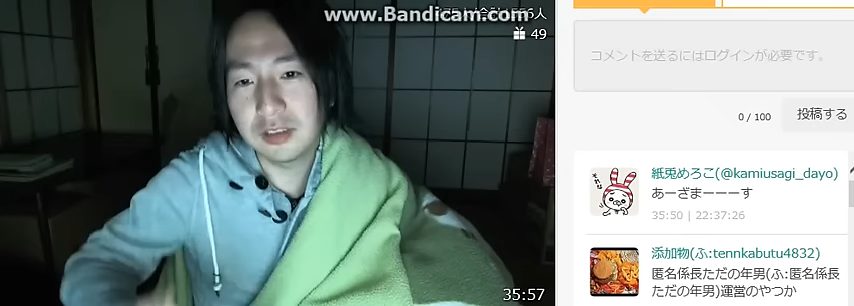 www.Bandicam.com
49
35:57
コメントを送るにはログインが必要です。
0 / 100
投稿する
紙兎めろこ(@kamiusagi_dayo)
あーざまーーーす
35:50 | 22:37:26
添加物(ふ:tennkabutu4832)
匿名係長ただの年男(ふ:匿名係長
ただの年男)運営のやつか